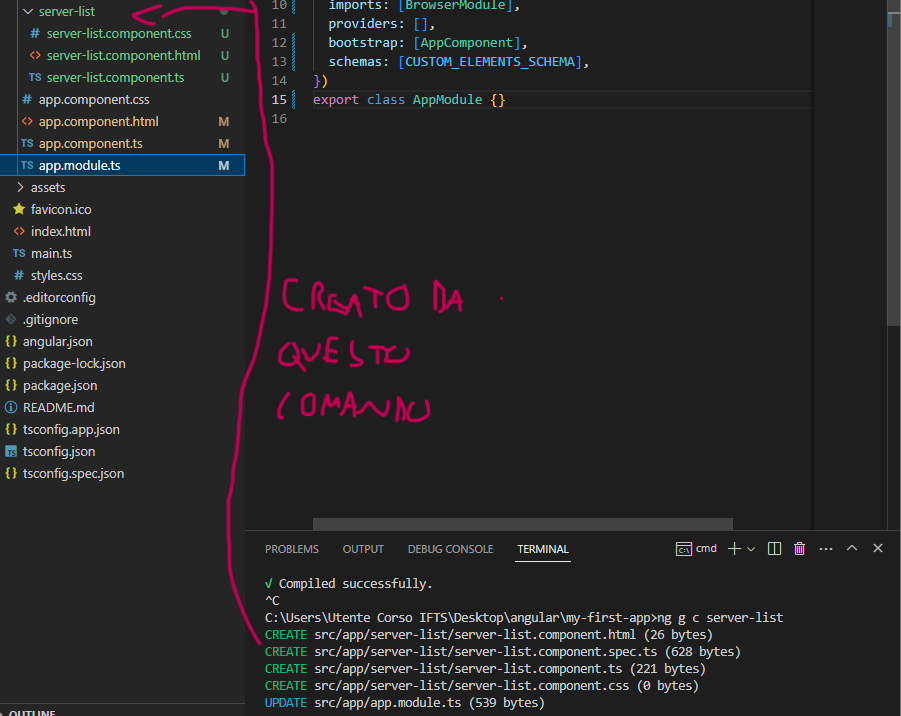 server-list
# server-list.component.css U
<> server-list.component.html U
TS server-list.component.ts U
# app.component.css
<> app.component.html M
TS app.component.ts M
TS app.module.ts M
assets
favicon.ico
<> index.html
TS main.ts
# styles.css
.editorconfig
.gitignore
{} angular.json
{} package-lock.json
{} package.json
README.md
{} tsconfig.app.json
TS tsconfig.json
{} tsconfig.spec.json
OUTLINE
10 imports: [BrowserModule],
11 providers: [],
12 bootstrap: [AppComponent],
13 schemas: [CUSTOM_ELEMENTS_SCHEMA],
14 })
15 export class AppModule {}
16
CREATO DA
QUESTO
COMANDO
PROBLEMS OUTPUT DEBUG CONSOLE TERMINAL cmd
√ Compiled successfully.
^C
C:\Users\Utente Corso IFTS\Desktop\angular\my-first-app>ng g c server-list
CREATE src/app/server-list/server-list.component.html (26 bytes)
CREATE src/app/server-list/server-list.component.spec.ts (628 bytes)
CREATE src/app/server-list/server-list.component.ts (221 bytes)
CREATE src/app/server-list/server-list.component.css (0 bytes)
UPDATE src/app/app.module.ts (539 bytes)